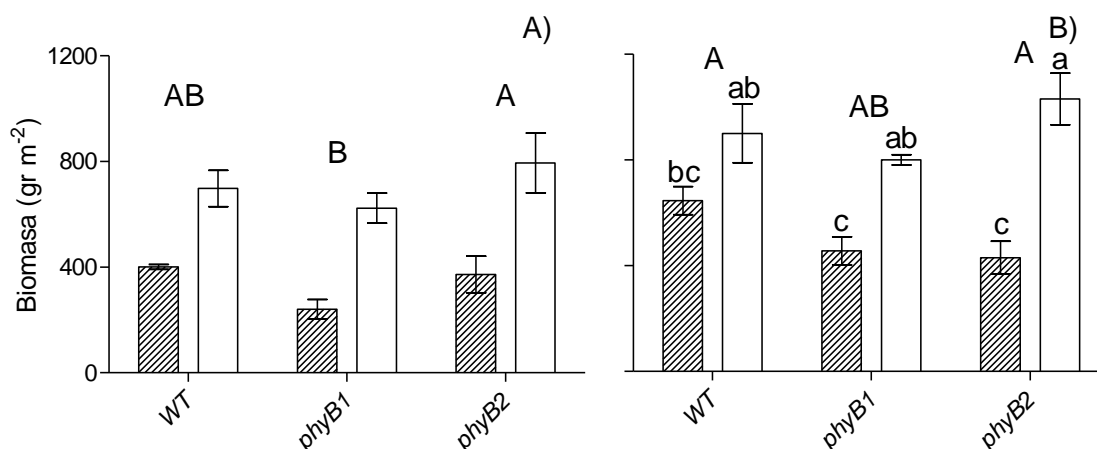 A)
1200
800
400
0
Biomasa (gr m-2)
AB
B
A
WT
phyB1
phyB2
B)
A
AB
A
bc
ab
c
ab
c
a
WT
phyB1
phyB2